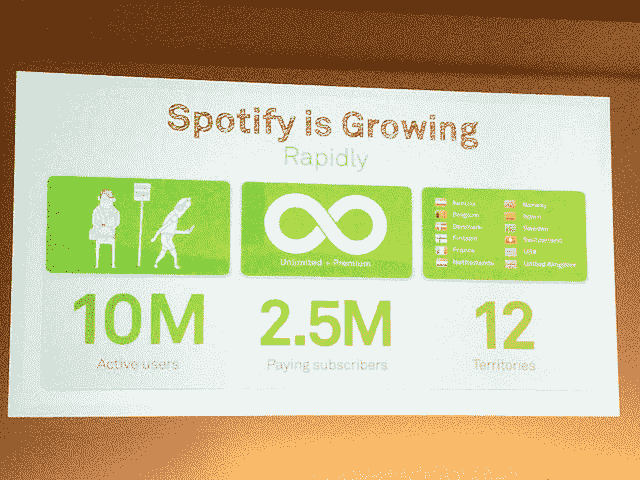 Spotify is Growing
Rapidly
Unlimited + Premium
Austria
Belgium
Denmark
Finland
France
Netherlands
Norway
Spain
Sweden
Switzerland
USA
United Kingdom
10M
Active users
2.5M
Paying subscribers
12
Territories